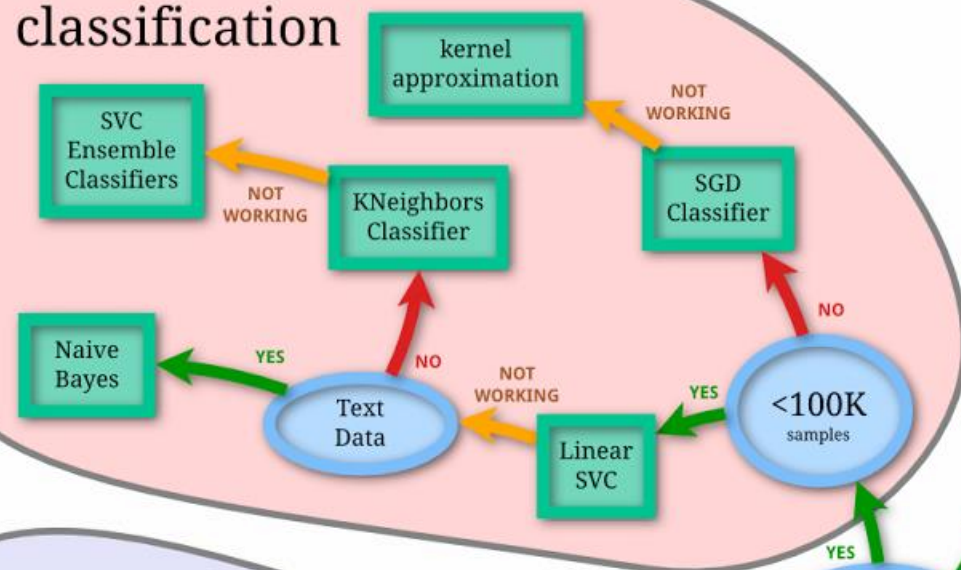 classification
kernel
approximation
NOT
WORKING
SVC
Ensemble
Classifiers
NOT
WORKING
KNeighbors
Classifier
SGD
Classifier
NO
Naive
Bayes
YES
NO
NOT
WORKING
YES
Text
Data
Linear
SVC
<100K
samples
YES